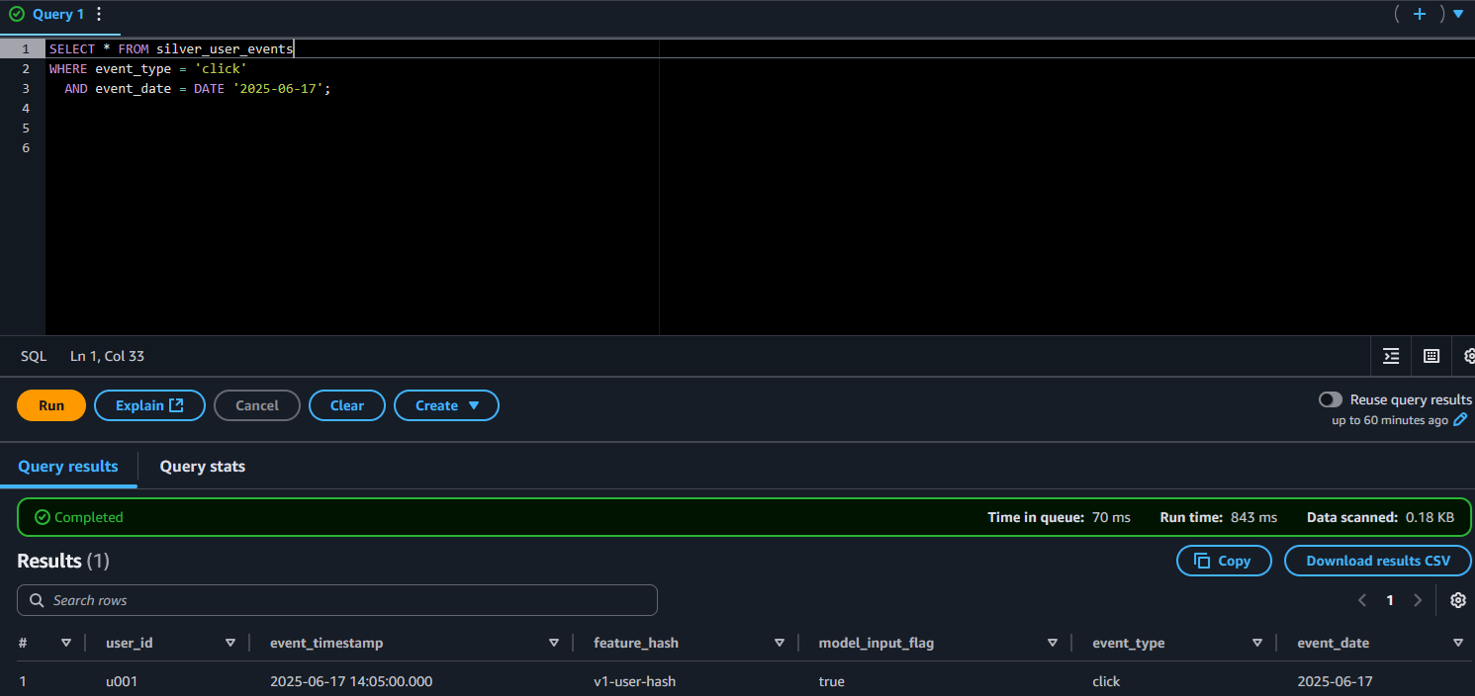 Query 1
1 SELECT * FROM silver_user_events
2 WHERE event_type = 'click'
3 AND event_date = DATE '2025-06-17';
4
5
6
SQL Ln 1, Col 33
Run Explain Cancel Clear Create Reuse query results
up to 60 minutes ago
Query results Query stats
Completed Time in queue: 70 ms Run time: 843 ms Data scanned: 0.18 KB
Results (1) Copy Download results CSV
Search rows 1
# user_id event_timestamp feature_hash model_input_flag event_type event_date
1 u001 2025-06-17 14:05:00.000 v1-user-hash true click 2025-06-17